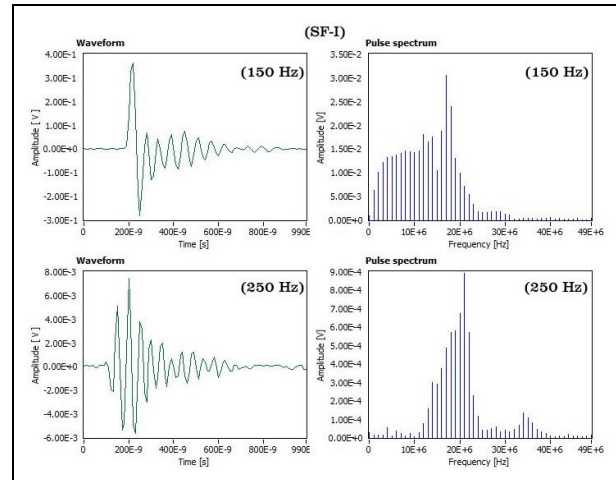 (SF-I)
Waveform
(150 Hz)
Amplitude [ V ]
4.00E-1
3.00E-1
2.00E-1
1.00E-1
0.00E+0
-1.00E-1
-2.00E-1
-3.00E-1
0E+0
200E-9
400E-9
600E-9
800E-9
990E-9
Time [s]
Pulse spectrum
(150 Hz)
Amplitude [V]
3.50E-2
3.00E-2
2.50E-2
2.00E-2
1.50E-2
1.00E-2
5.00E-3
0.00E+0
0E+0
10E+6
20E+6
30E+6
49E+6
Frequency [Hz]
Waveform
(250 Hz)
Amplitude [ V ]
8.00E-3
6.00E-3
4.00E-3
2.00E-3
0.00E+0
-2.00E-3
-4.00E-3
-6.00E-3
0E+0
200E-9
400E-9
600E-9
800E-9
990E-9
Time [s]
Pulse spectrum
(250 Hz)
Amplitude [V]
9.00E-4
8.00E-4
7.00E-4
6.00E-4
5.00E-4
4.00E-4
3.00E-4
2.00E-4
1.00E-4
0.00E+0
0E+0
10E+6
20E+6
30E+6
49E+6
Frequency [Hz]